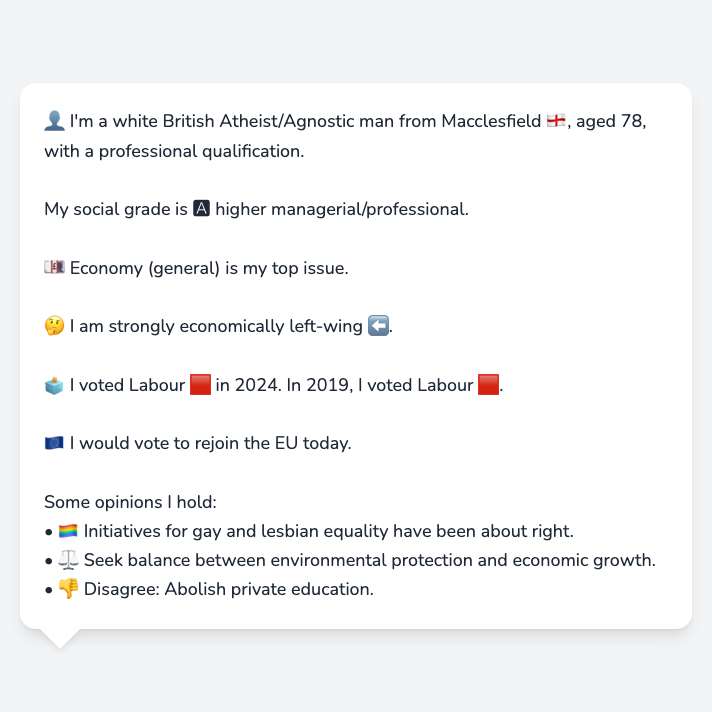 👤 I'm a white British Atheist/Agnostic man from Macclesfield 🏴󠁧󠁢󠁥󠁮󠁧󠁿, aged 78,
with a professional qualification.
My social grade is 🅰 higher managerial/professional.
💷 Economy (general) is my top issue.
🤔 I am strongly economically left-wing ⬅️.
🗳️ I voted Labour 🟥 in 2024. In 2019, I voted Labour 🟥.
🇪🇺 I would vote to rejoin the EU today.
Some opinions I hold:
• 🏳️‍🌈 Initiatives for gay and lesbian equality have been about right.
• ⚖️ Seek balance between environmental protection and economic growth.
• 👎 Disagree: Abolish private education.